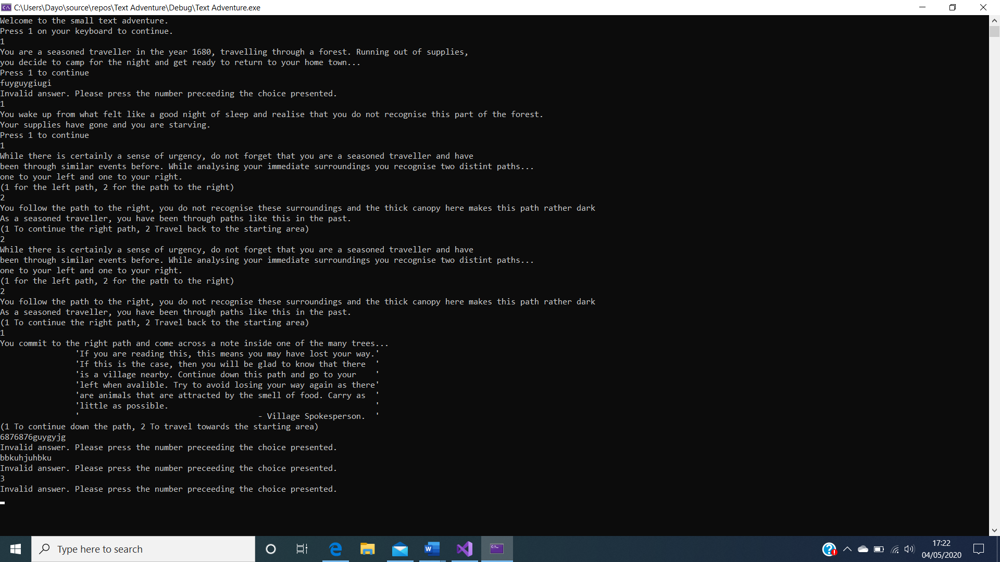 C:\Users\Dayo\source\repos\Text Adventure\Debug\Text Adventure.exe
Welcome to the small text adventure.
Press 1 on your keyboard to continue.
1
You are a seasoned traveller in the year 1680, travelling through a forest. Running out of supplies,
you decide to camp for the night and get ready to return to your home town...
Press 1 to continue
fuyguygiugi
Invalid answer. Please press the number preceeding the choice presented.
1
You wake up from what felt like a good night of sleep and realise that you do not recognise this part of the forest.
Your supplies have gone and you are starving.
Press 1 to continue
1
While there is certainly a sense of urgency, do not forget that you are a seasoned traveller and have
been through similar events before. While analysing your immediate surroundings you recognise two distint paths...
one to your left and one to your right.
(1 for the left path, 2 for the path to the right)
2
You follow the path to the right, you do not recognise these surroundings and the thick canopy here makes this path rather dark
As a seasoned traveller, you have been through paths like this in the past.
(1 To continue the right path, 2 Travel back to the starting area)
2
While there is certainly a sense of urgency, do not forget that you are a seasoned traveller and have
been through similar events before. While analysing your immediate surroundings you recognise two distint paths...
one to your left and one to your right.
(1 for the left path, 2 for the path to the right)
2
You follow the path to the right, you do not recognise these surroundings and the thick canopy here makes this path rather dark
As a seasoned traveller, you have been through paths like this in the past.
(1 To continue the right path, 2 Travel back to the starting area)
1
You commit to the right path and come across a note inside one of the many trees...
'If you are reading this, this means you may have lost your way.'
'If this is the case, then you will be glad to know that there '
'is a village nearby. Continue down this path and go to your '
'left when avalible. Try to avoid losing your way again as there'
'are animals that are attracted by the smell of food. Carry as '
'little as possible. '
' - Village Spokesperson. '
(1 To continue down the path, 2 To travel towards the starting area)
6876876guygyjg
Invalid answer. Please press the number preceeding the choice presented.
bbkuhjuhbku
Invalid answer. Please press the number preceeding the choice presented.
3
Invalid answer. Please press the number preceeding the choice presented.
Type here to search
17:22
04/05/2020